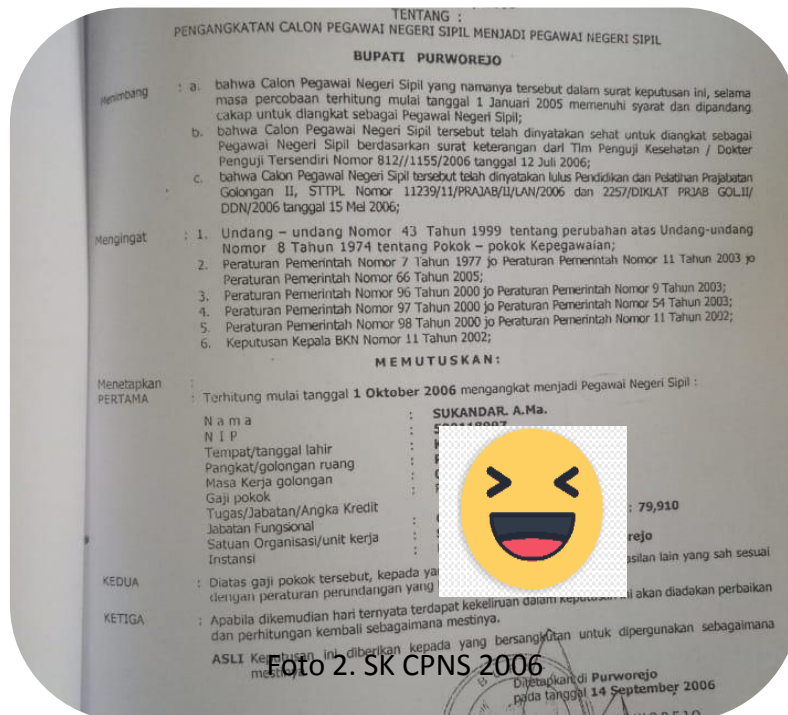 TENTANG :
PENGANGKATAN CALON PEGAWAI NEGERI SIPIL MENJADI PEGAWAI NEGERI SIPIL
BUPATI PURWOREJO
Menimbang : a. bahwa Calon Pegawai Negeri Sipil yang namanya tersebut dalam surat keputusan ini, selama
masa percobaan terhitung mulai tanggal 1 Januari 2005 memenuhi syarat dan dipandang
cakap untuk diangkat sebagai Pegawai Negeri Sipil;
b. bahwa Calon Pegawai Negeri Sipil tersebut telah dinyatakan sehat untuk diangkat sebagai
Pegawai Negeri Sipil berdasarkan surat keterangan dari Tim Penguji Kesehatan / Dokter
Penguji Tersendiri Nomor 812//1155/2006 tanggal 12 Juli 2006;
c. bahwa Calon Pegawai Negeri Sipil tersebut telah dinyatakan lulus Pendidikan dan Pelatihan Prajabatan
Golongan II, STTPL Nomor 11239/11/PRAJAB/II/LAN/2006 dan 2257/DIKLAT PRJAB GOL.II/
DDN/2006 tanggal 15 Mei 2006;
Mengingat : 1. Undang – undang Nomor 43 Tahun 1999 tentang perubahan atas Undang-undang
Nomor 8 Tahun 1974 tentang Pokok – pokok Kepegawaian;
2. Peraturan Pemerintah Nomor 7 Tahun 1977 jo Peraturan Pemerintah Nomor 11 Tahun 2003 jo
Peraturan Pemerintah Nomor 66 Tahun 2005;
3. Peraturan Pemerintah Nomor 96 Tahun 2000 jo Peraturan Pemerintah Nomor 9 Tahun 2003;
4. Peraturan Pemerintah Nomor 97 Tahun 2000 jo Peraturan Pemerintah Nomor 54 Tahun 2003;
5. Peraturan Pemerintah Nomor 98 Tahun 2000 jo Peraturan Pemerintah Nomor 11 Tahun 2002;
6. Keputusan Kepala BKN Nomor 11 Tahun 2002;
MEMUTUSKAN:
Menetapkan :
PERTAMA : Terhitung mulai tanggal 1 Oktober 2006 mengangkat menjadi Pegawai Negeri Sipil :
Nama : SUKANDAR. A.Ma.
NIP :
Tempat/tanggal lahir :
Pangkat/golongan ruang :
Masa Kerja golongan :
Gaji pokok :
Tugas/Jabatan/Angka Kredit : 79,910
Jabatan Fungsional :
Satuan Organisasi/unit kerja : rejo
Instansi :
KEDUA : Diatas gaji pokok tersebut, kepada asilan lain yang sah sesuai
dengan peraturan perundangan yang
KETIGA : Apabila dikemudian hari ternyata terdapat kekeliruan dalam keputusan ini akan diadakan perbaikan
dan perhitungan kembali sebagaimana mestinya.
ASLI Keputusan ini diberikan kepada yang bersangkutan untuk dipergunakan sebagaimana
mestinya
Foto 2. SK CPNS 2006
Ditetapkan di Purworejo
pada tanggal 14 September 2006